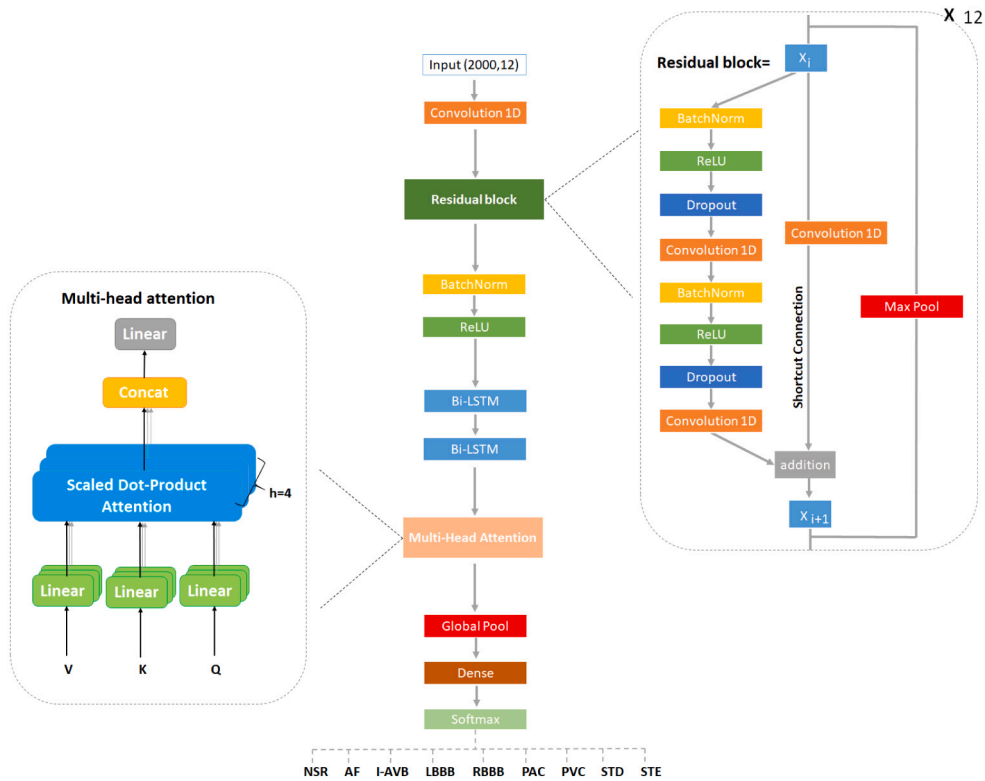 X 12
Input (2000,12)
Convolution 1D
Residual block
BatchNorm
ReLU
Bi-LSTM
Bi-LSTM
Multi-Head Attention
Global Pool
Dense
Softmax
NSR AF I-AVB LBBB RBBB PAC PVC STD STE
Residual block=
Xi
BatchNorm
ReLU
Dropout
Convolution 1D
BatchNorm
ReLU
Dropout
Convolution 1D
Convolution 1D
Shortcut Connection
Max Pool
addition
X i+1
Multi-head attention
Linear
Concat
Scaled Dot-Product
Attention
h=4
Linear Linear Linear
V K Q